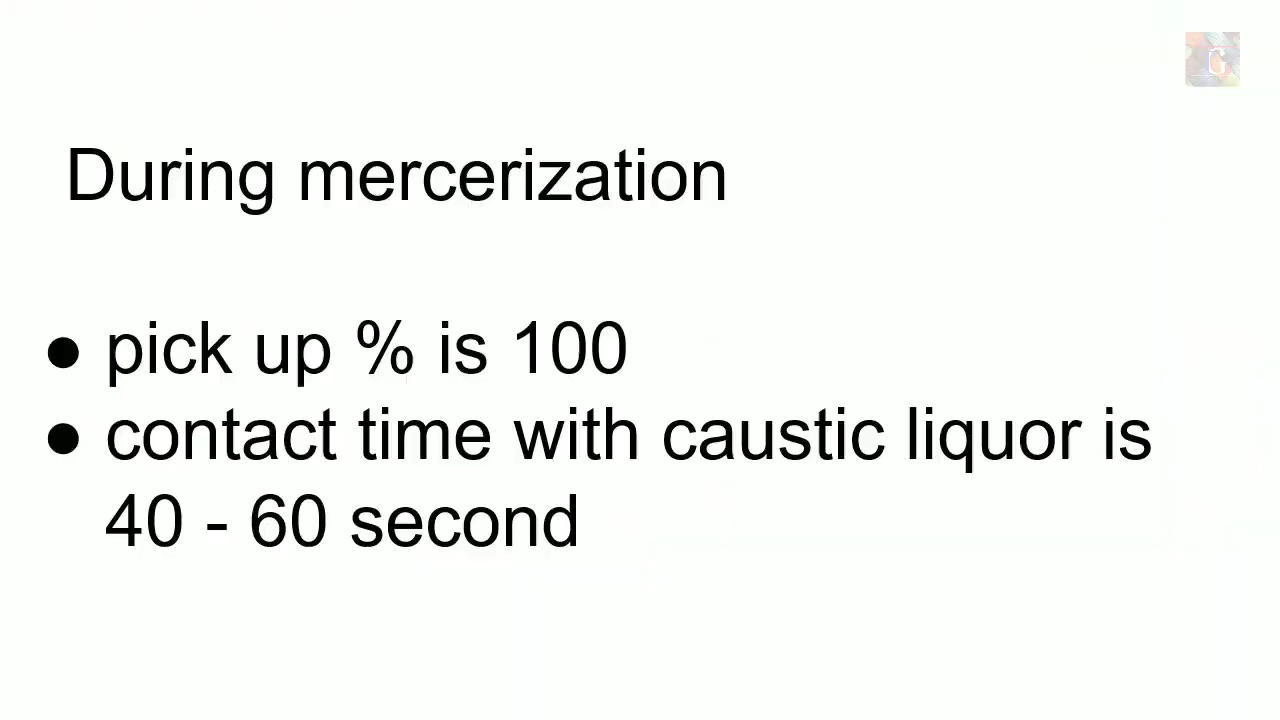 During mercerization
● pick up % is 100
● contact time with caustic liquor is
40 - 60 second
G